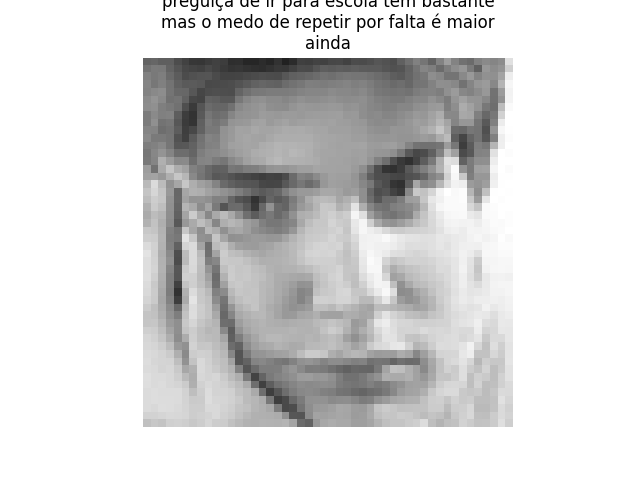 preguiça de ir para escola tem bastante
mas o medo de repetir por falta é maior
ainda